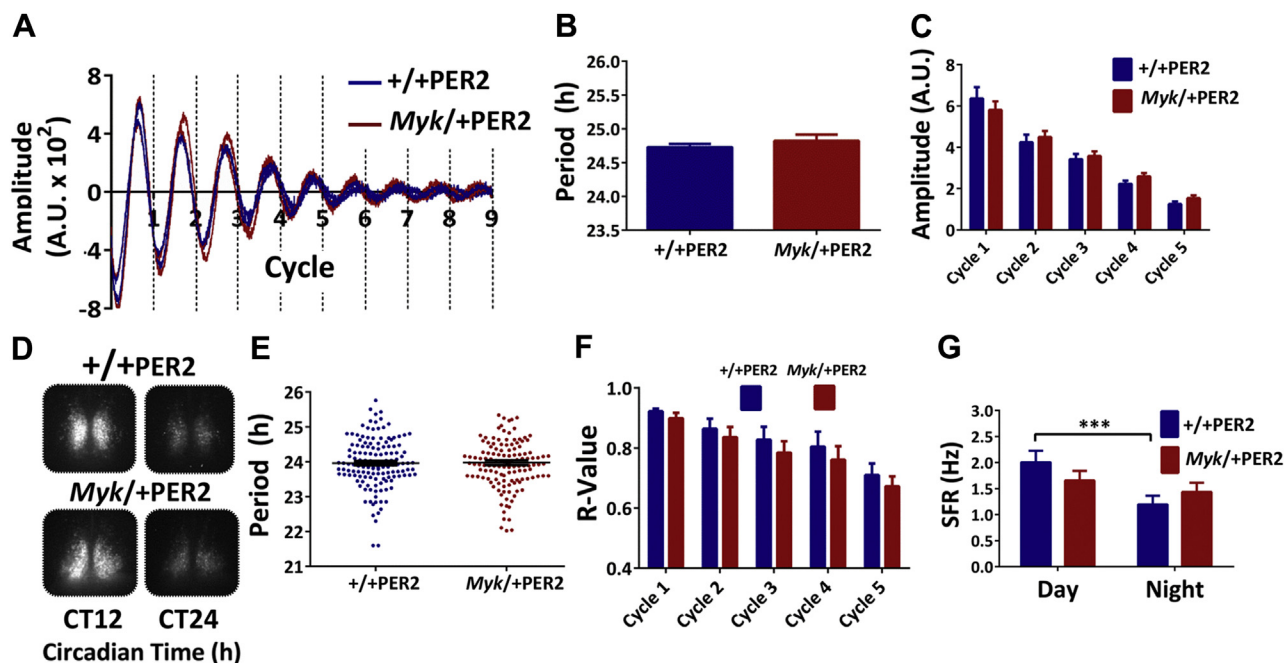 A
Amplitude
(A.U. x 10²)
8
4
0
-4
-8
1 2 3 4 5 6 7 8 9
Cycle
+/+PER2
Myk/+PER2
B
Period (h)
26.0
25.5
25.0
24.5
24.0
23.5
+/+PER2 Myk/+PER2
C
Amplitude (A.U.)
8
6
4
2
0
+/+PER2
Myk/+PER2
Cycle 1
Cycle 2
Cycle 3
Cycle 4
Cycle 5
D
+/+PER2
Myk/+PER2
CT12 CT24
Circadian Time (h)
E
Period (h)
26
25
24
23
22
21
+/+PER2 Myk/+PER2
F
+/+PER2 Myk/+PER2
R-Value
1.0
0.8
0.6
0.4
Cycle 1
Cycle 2
Cycle 3
Cycle 4
Cycle 5
G
SFR (Hz)
3.0
2.5
2.0
1.5
1.0
0.5
0.0
***
+/+PER2
Myk/+PER2
Day Night